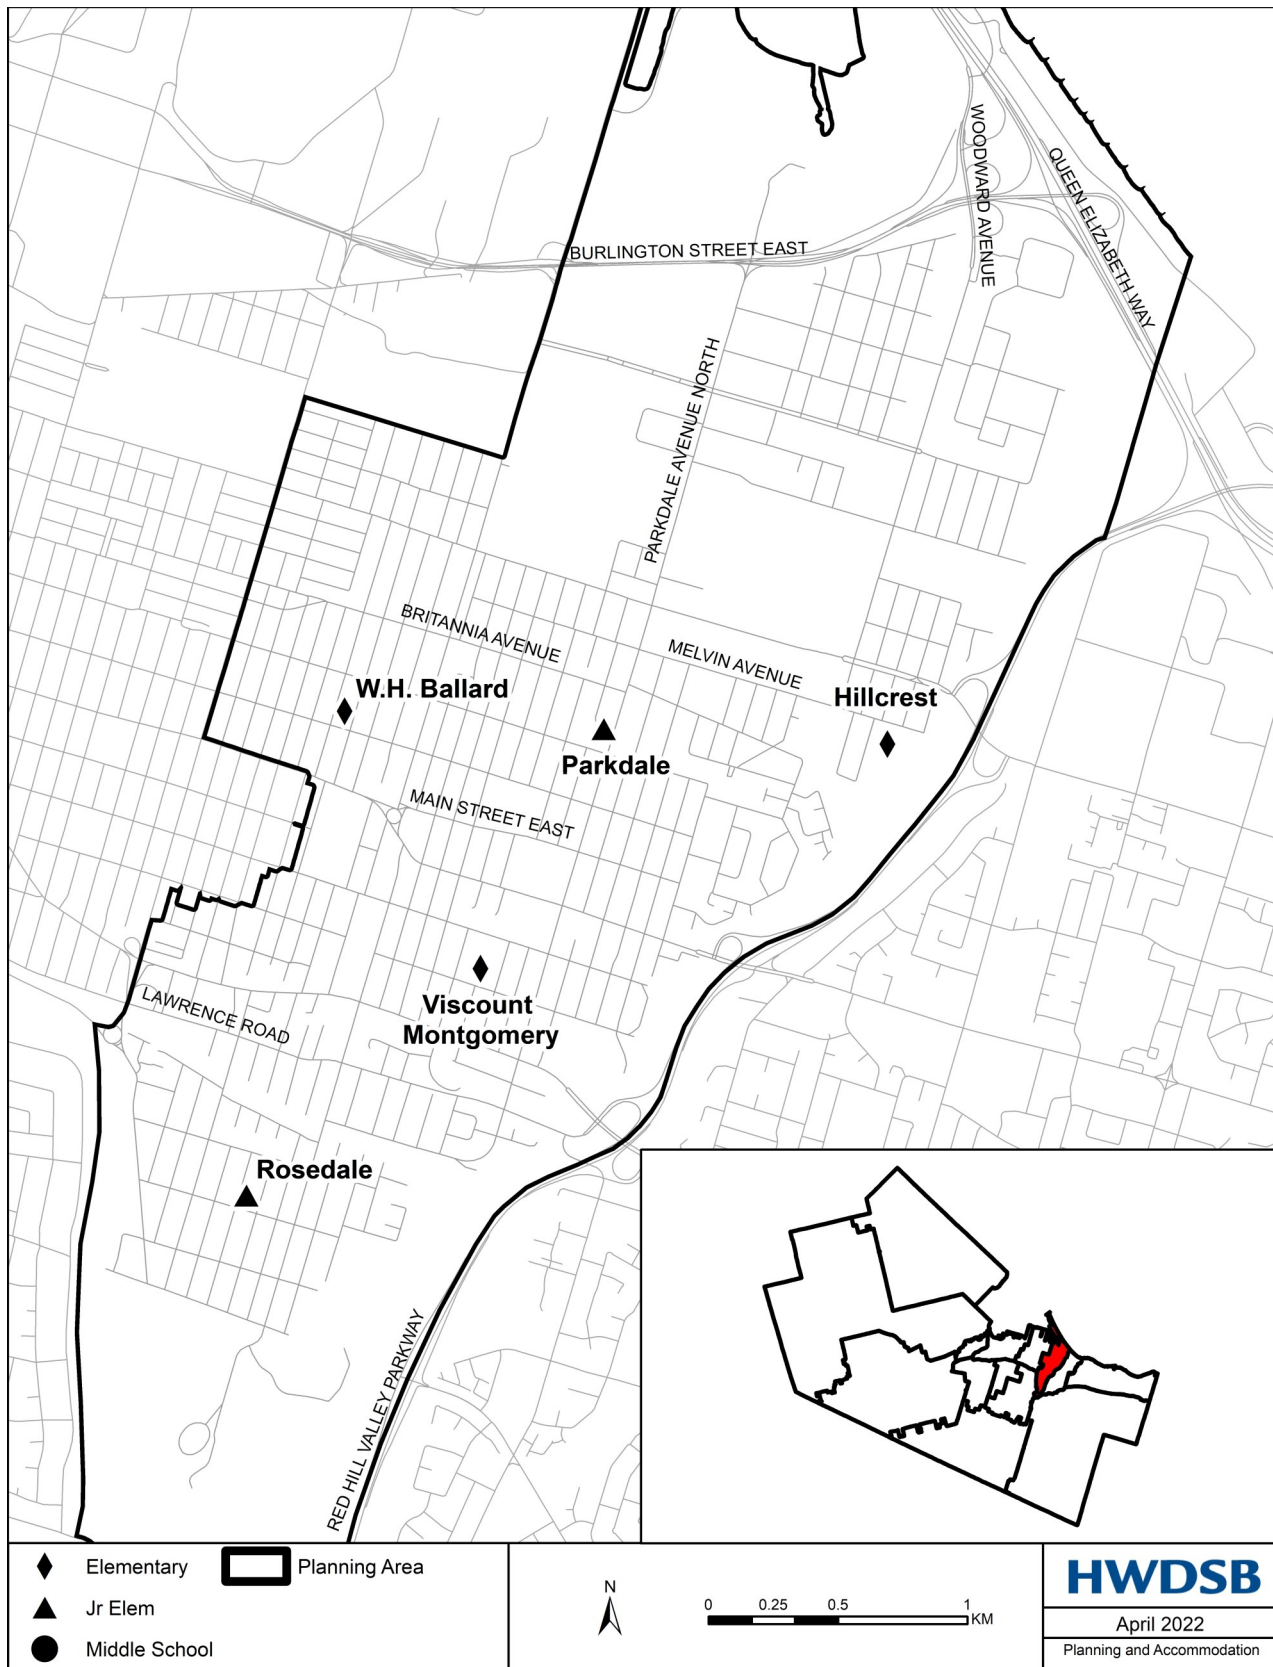 WOODWARD AVENUE
QUEEN ELIZABETH WAY
BURLINGTON STREET EAST
PARKDALE AVENUE NORTH
BRITANNIA AVENUE
MELVIN AVENUE
W.H. Ballard
Hillcrest
Parkdale
MAIN STREET EAST
Viscount
Montgomery
LAWRENCE ROAD
Rosedale
RED HILL VALLEY PARKWAY
Elementary
Planning Area
Jr Elem
Middle School
N
0 0.25 0.5 1
KM
HWDSB
April 2022
Planning and Accommodation